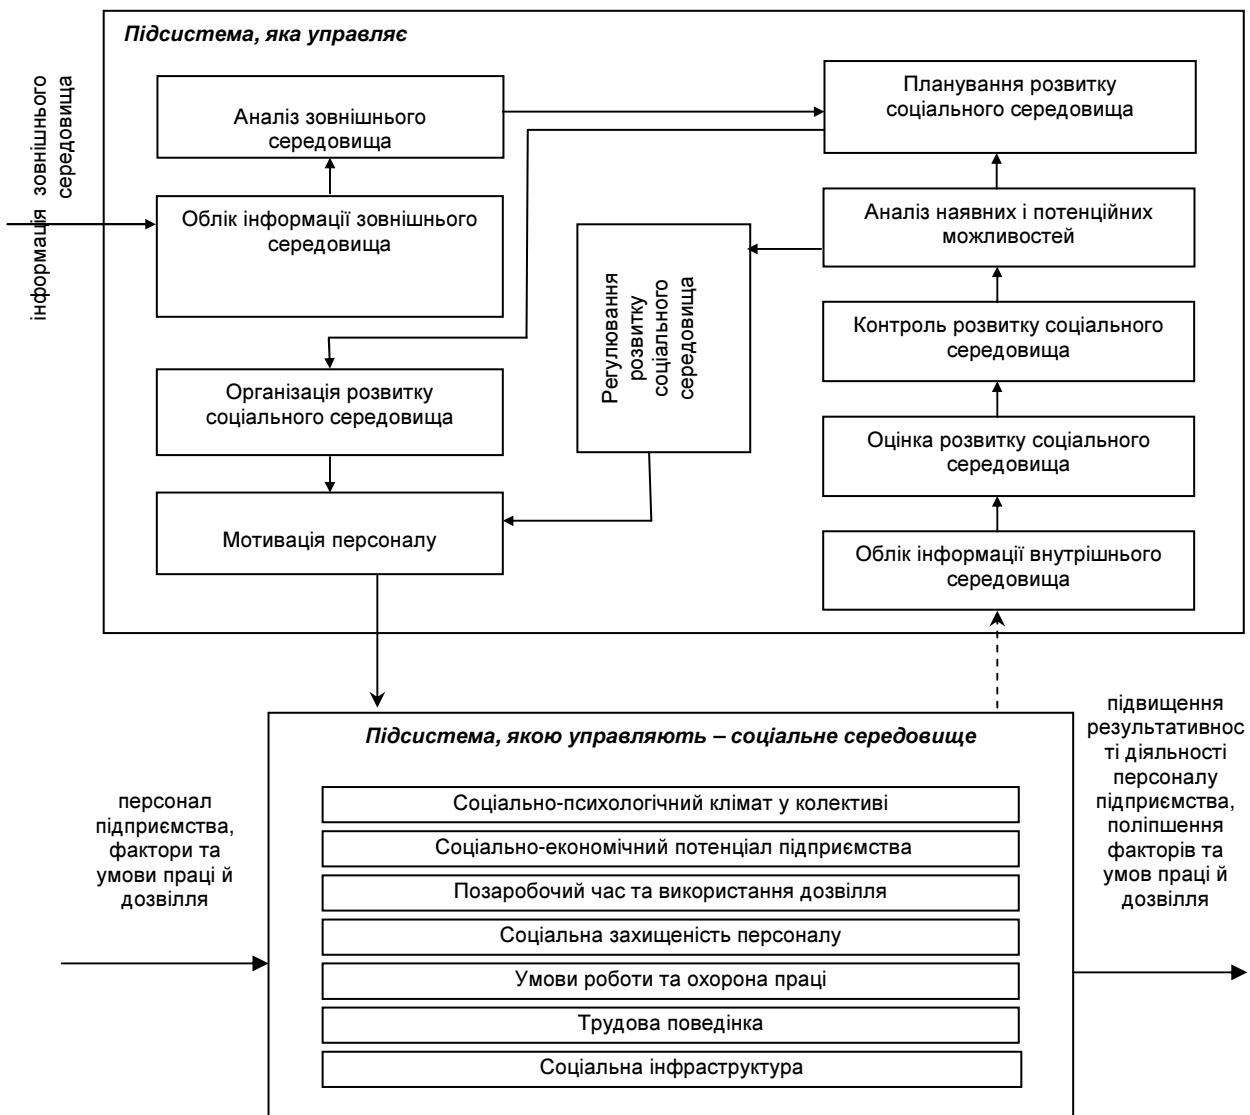 Підсистема, яка управляє
інформація зовнішнього
середовища
Аналіз зовнішнього
середовища
Облік інформації зовнішнього
середовища
Організація розвитку
соціального середовища
Мотивація персоналу
Регулювання
розвитку
соціального
середовища
Планування розвитку
соціального середовища
Аналіз наявних і потенційних
можливостей
Контроль розвитку соціального
середовища
Оцінка розвитку соціального
середовища
Облік інформації внутрішнього
середовища
персонал
підприємства,
фактори та
умови праці й
дозвілля
Підсистема, якою управляють – соціальне середовище
Соціально-психологічний клімат у колективі
Соціально-економічний потенціал підприємства
Позаробочий час та використання дозвілля
Соціальна захищеність персоналу
Умови роботи та охорона праці
Трудова поведінка
Соціальна інфраструктура
підвищення
результативнос
ті діяльності
персоналу
підприємства,
поліпшення
факторів та
умов праці й
дозвілля